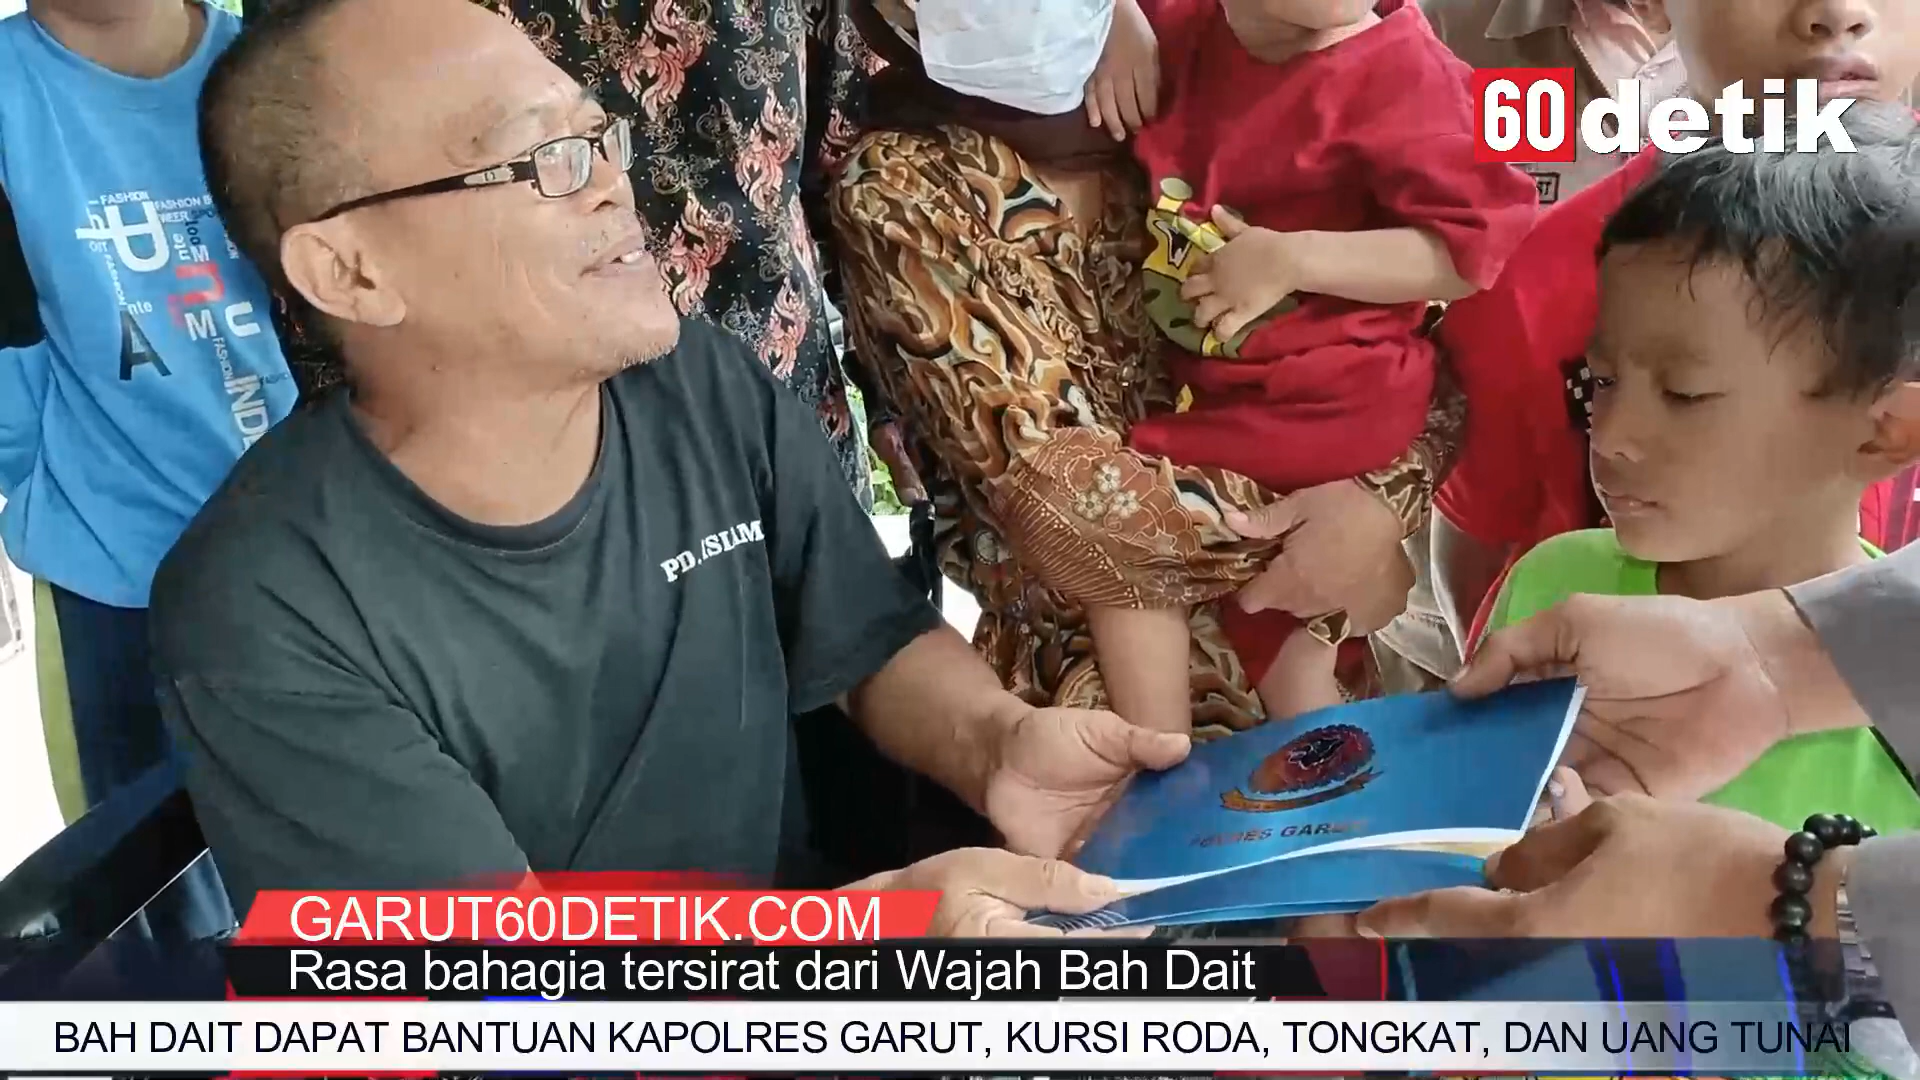 60detik
FASHION
A
PD. ISLAM
POLRES GARUT
GARUT60DETIK.COM
Rasa bahagia tersirat dari Wajah Bah Dait
BAH DAIT DAPAT BANTUAN KAPOLRES GARUT, KURSI RODA, TONGKAT, DAN UANG TUNAI